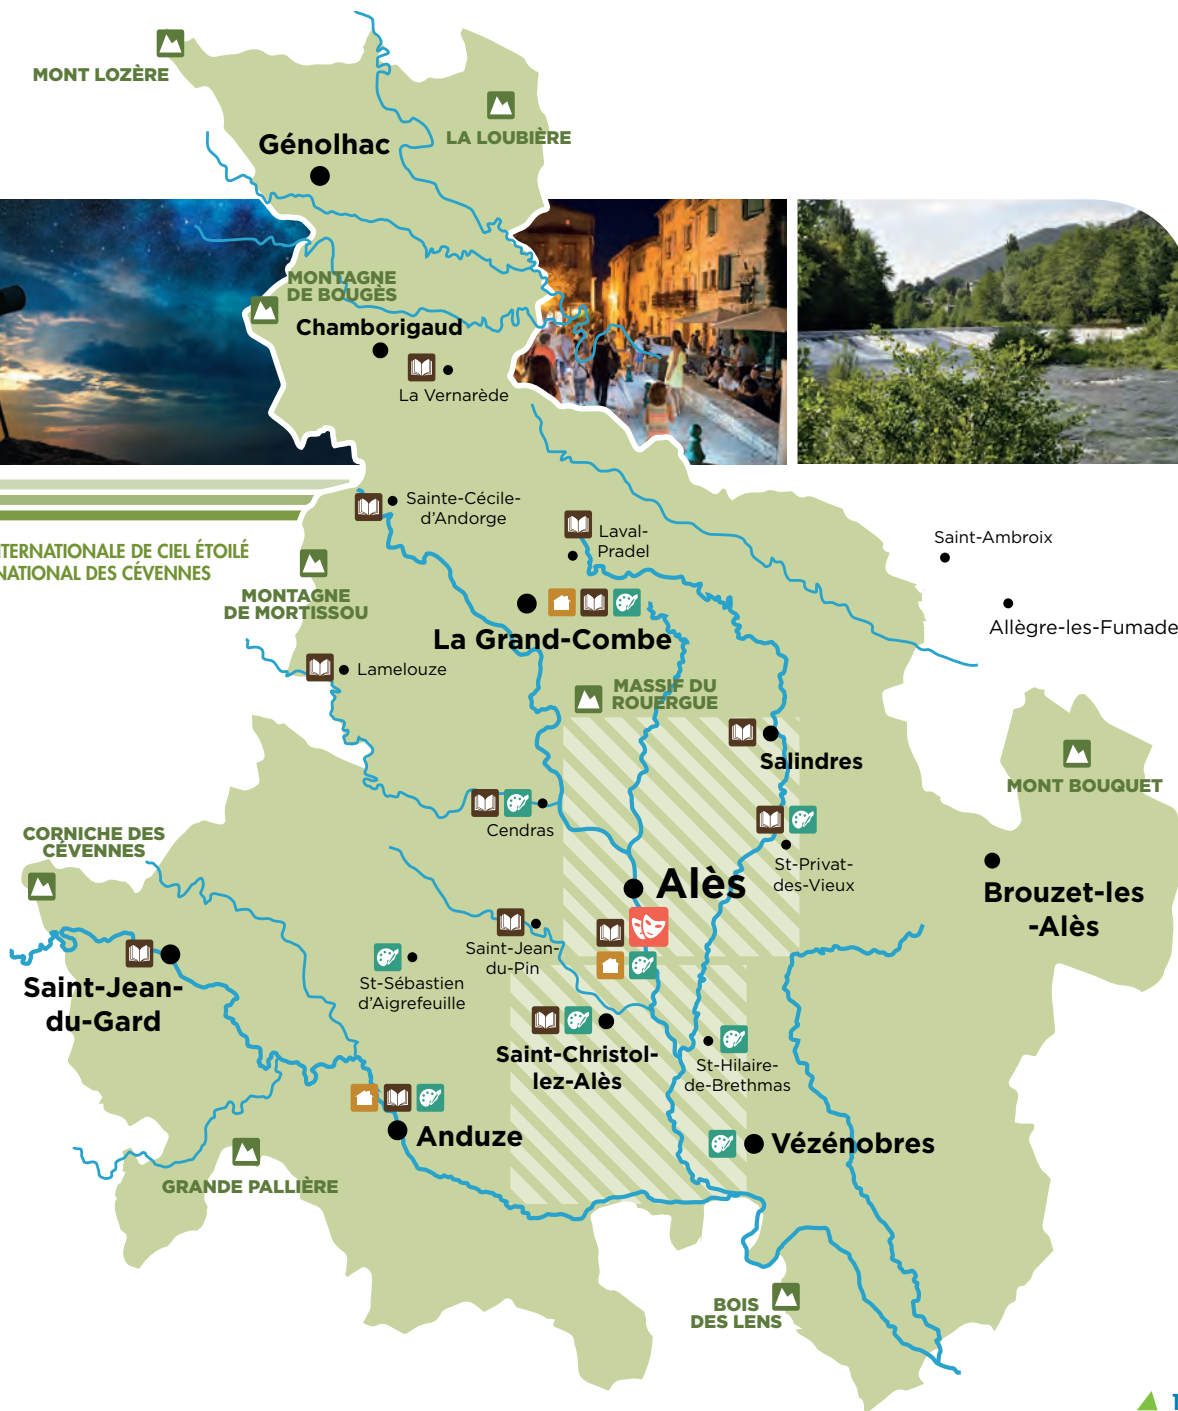 MONT LOZÈRE
LA LOUBIÈRE
Génolhac
MONTAGNE
DE BOUGÈS
Chamborigaud
La Vernarède
Sainte-Cécile-
d'Andorge
Laval-
Pradel
Saint-Ambroix
NATIONAL DES CÉVENNES
DE CIEL ÉTOILÉ
MONTAGNE
DE MORTISSOU
Allègre-les-Fumade
La Grand-Combe
Lamelouze
MASSIF DU
ROUERGUE
Salindres
MONT BOUQUET
Cendras
CORNICHE DES
CÉVENNES
St-Privat-
des-Vieux
Alès
Brouzet-les
-Alès
Saint-Jean-
du-Pin
St-Sébastien
d'Aigrefeuille
Saint-Jean-
du-Gard
Saint-Christol-
lez-Alès
St-Hilaire-
de-Brethmas
Anduze
Vézénobres
GRANDE PALLIÈRE
BOIS
DES LENS